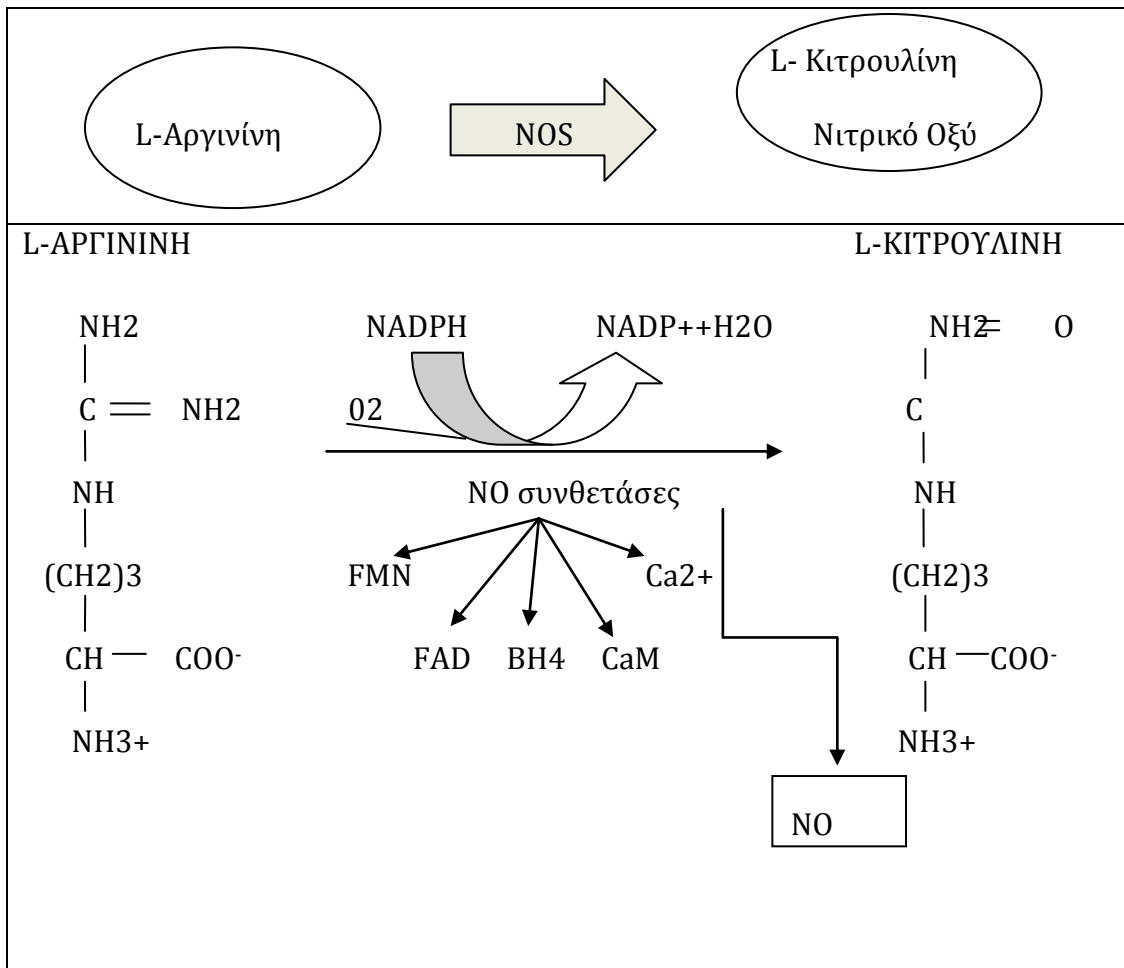 L- Κιτρουλίνη
L-Αργινίνη
NOS
Νιτρικό Οξύ
L-ΑΡΓΙΝΙΝΗ
L-ΚΙΤΡΟΥΛΙΝΗ
NH2
NADPH
NADP++H2O
NH2 = O
C = NH2
02
C
NH
NO συνθετάσες
NH
(CH2)3
FMN
Ca2+
(CH2)3
CH — COO-
FAD
BH4
CaM
CH —COO-
NH3+
NH3+
NO